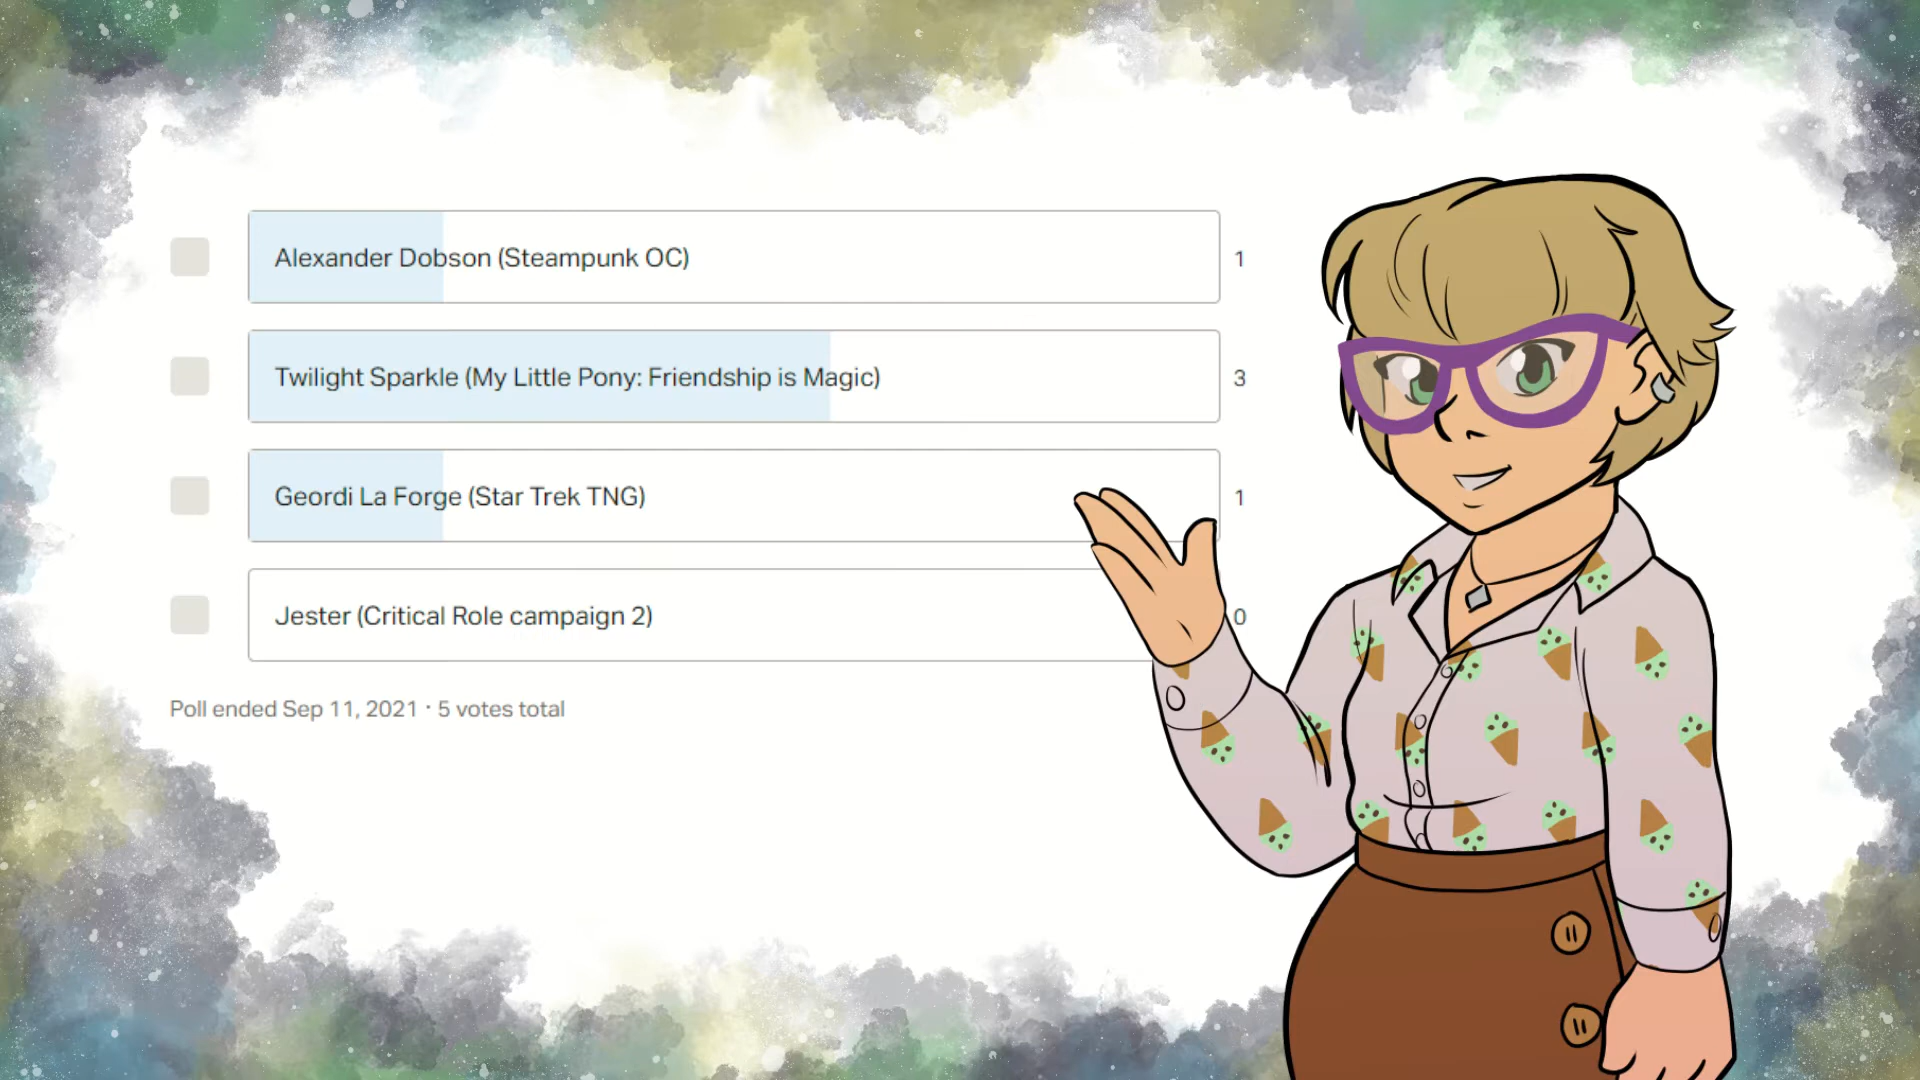 Alexander Dobson (Steampunk OC)
1
Twilight Sparkle (My Little Pony: Friendship is Magic)
3
Geordi La Forge (Star Trek TNG)
1
Jester (Critical Role campaign 2)
0
Poll ended Sep 11, 2021 · 5 votes total